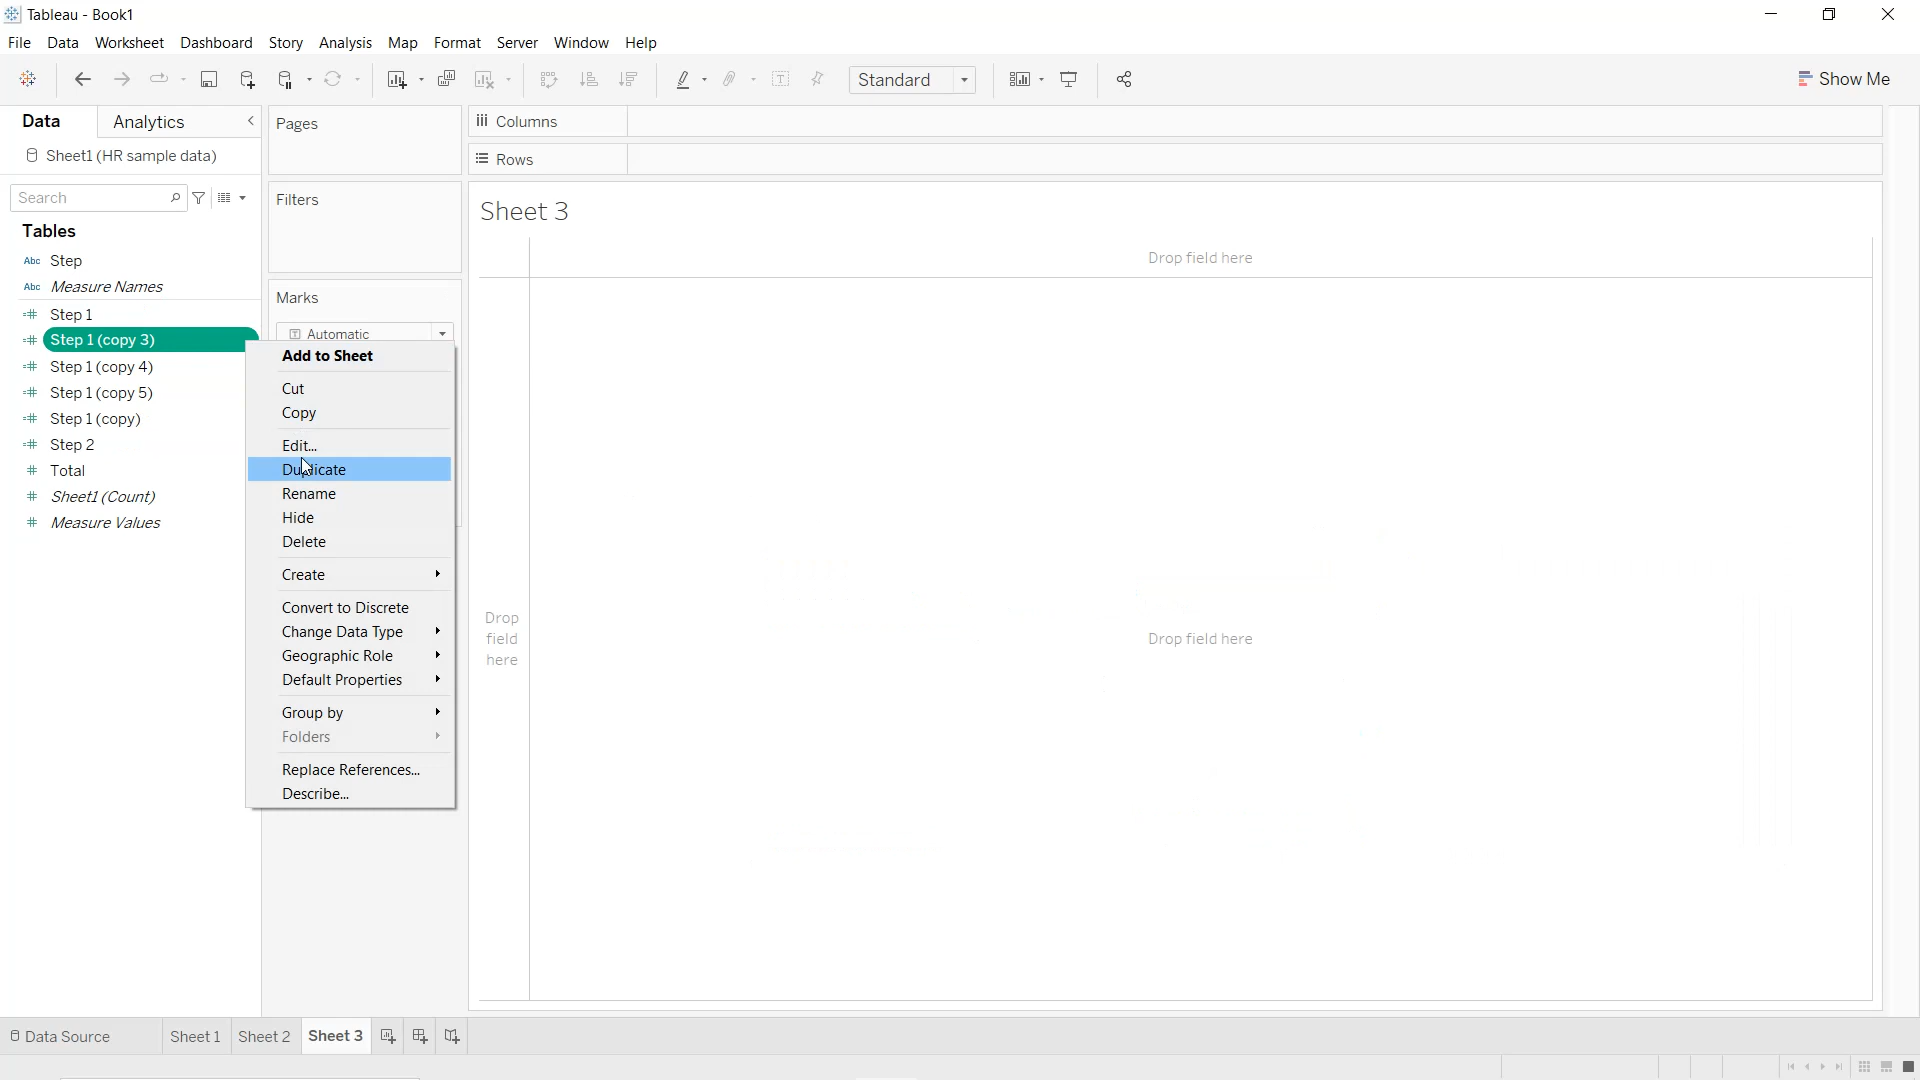 Tableau - Book1
File Data Worksheet Dashboard Story Analysis Map Format Server Window Help
Standard
Show Me
Data
Analytics
Sheet1 (HR sample data)
Search
Tables
Abc Step
Abc Measure Names
Step 1
Step 1 (copy 3)
Step 1 (copy 4)
Step 1 (copy 5)
Step 1 (copy)
Step 2
Total
Sheet1 (Count)
Measure Values
Pages
Filters
Marks
Automatic
Add to Sheet
Cut
Copy
Edit...
Duplicate
Rename
Hide
Delete
Create
Convert to Discrete
Change Data Type
Geographic Role
Default Properties
Group by
Folders
Replace References...
Describe...
Columns
Rows
Sheet 3
Drop field here
Drop
field
here
Drop field here
Data Source
Sheet 1
Sheet 2
Sheet 3